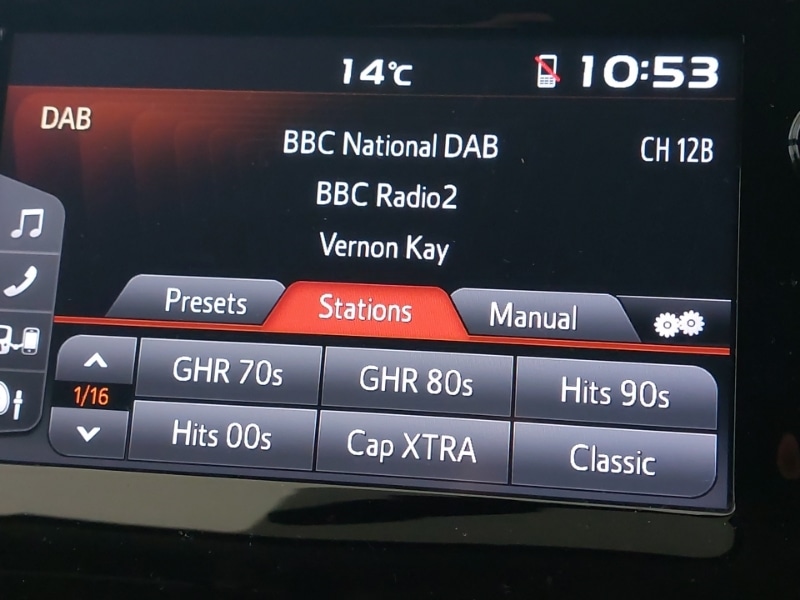 14°C 10:53
DAB
BBC National DAB CH 12B
BBC Radio2
Vernon Kay
Presets Stations Manual
GHR 70s GHR 80s Hits 90s
1/16
Hits 00s Cap XTRA Classic